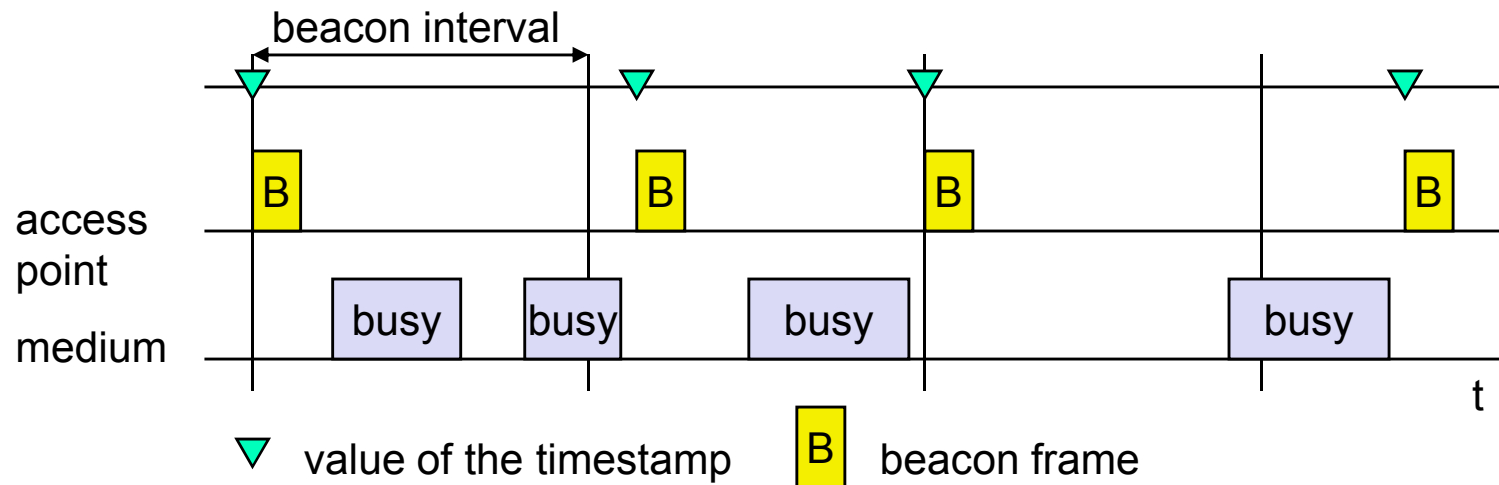 beacon interval
B B B B
access
point
busy busy busy busy
medium
t
value of the timestamp B beacon frame